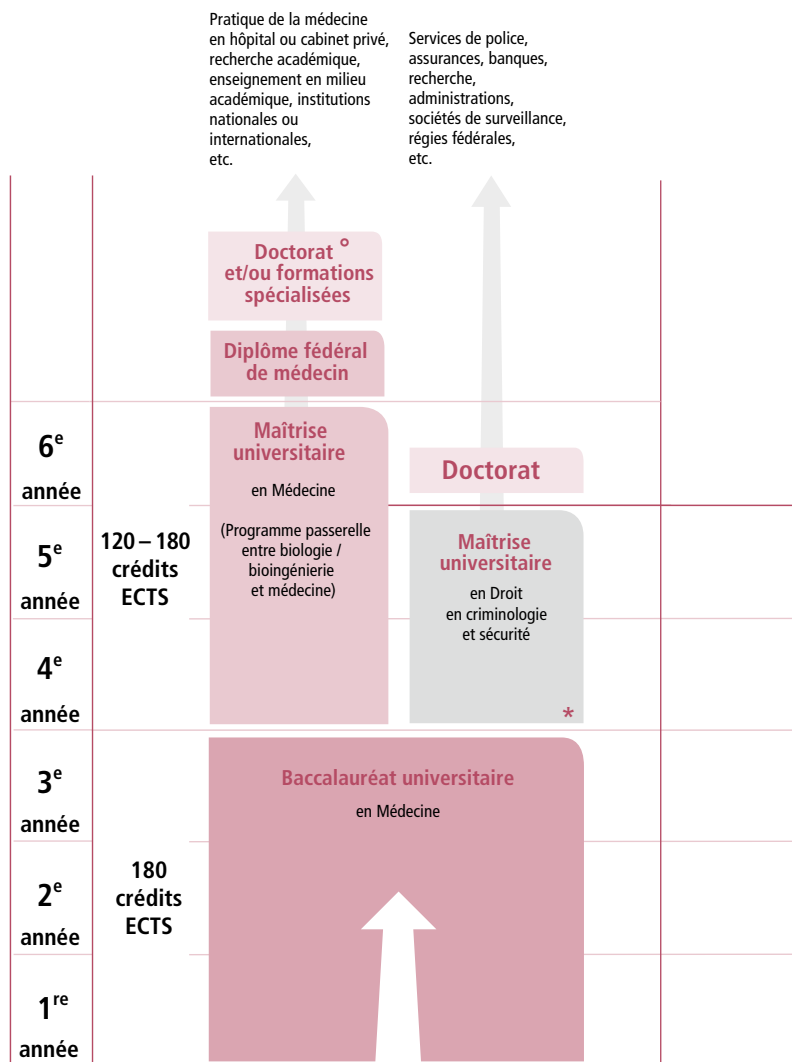 Pratique de la médecine
en hôpital ou cabinet privé,
recherche académique,
enseignement en milieu
académique, institutions
nationales ou
internationales,
etc.
Services de police,
assurances, banques,
recherche,
administrations,
sociétés de surveillance,
régies fédérales,
etc.
Doctorat °
et/ou formations
spécialisées
Diplôme fédéral
de médecin
6e
année
5e
année
4e
année
120 – 180
crédits
ECTS
Maîtrise
universitaire
en Médecine
(Programme passerelle
entre biologie /
bioingénierie
et médecine)
Doctorat
Maîtrise
universitaire
en Droit
en criminologie
et sécurité
*
3e
année
2e
année
1re
année
180
crédits
ECTS
Baccalauréat universitaire
en Médecine